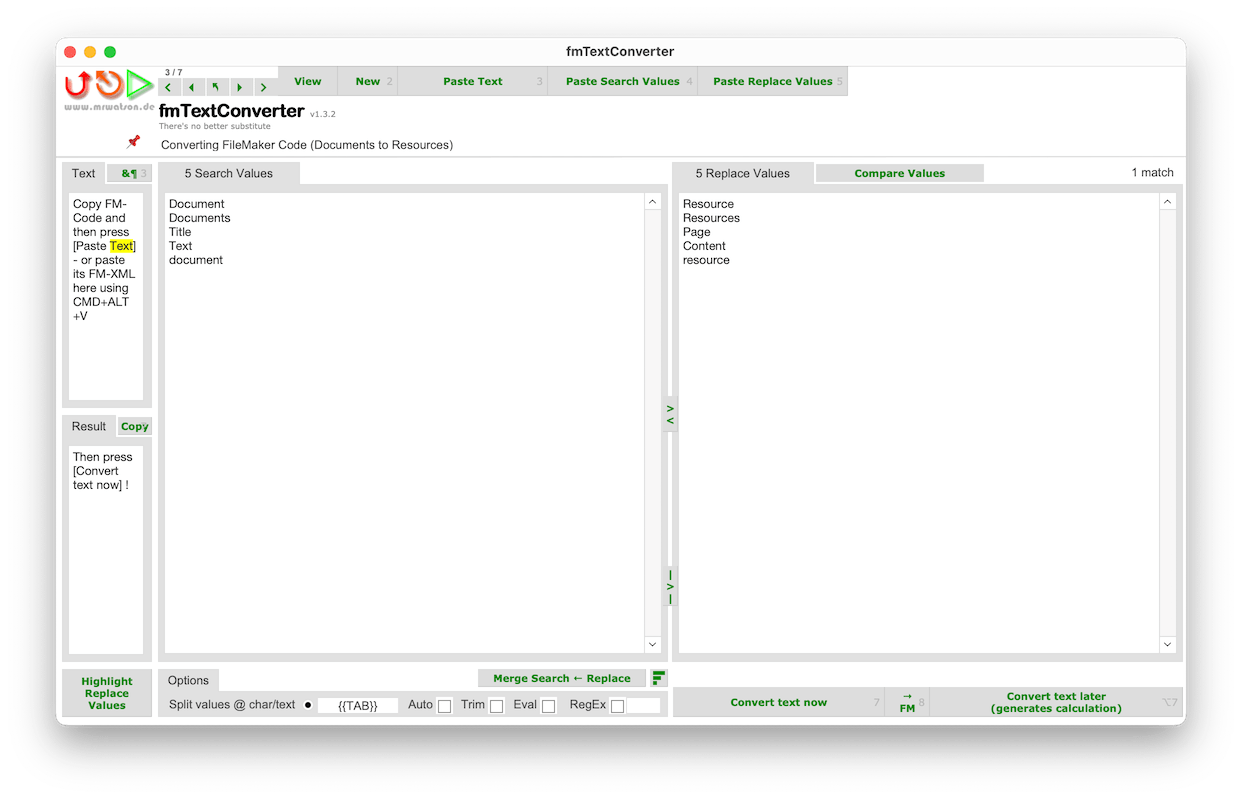 fmTextConverter
3 / 7
View
New 2
Paste Text 3
Paste Search Values 4
Paste Replace Values 5
www.mrwatson.de
fmTextConverter v1.3.2
There's no better substitute
Converting FileMaker Code (Documents to Resources)
Text
&¶ 3
5 Search Values
5 Replace Values
Compare Values
1 match
Copy FM-
Code and
then press
[Paste Text]
- or paste
its FM-XML
here using
CMD+ALT
+V
Document
Documents
Title
Text
document
Resource
Resources
Page
Content
resource
>
<
Result
Copy
Then press
[Convert
text now] !
|
>
|
Highlight
Replace
Values
Options
Merge Search ← Replace
Split values @ char/text ● {{TAB}} Auto Trim Eval RegEx
Convert text now 7
→
FM 8
Convert text later
(generates calculation) ⌥7